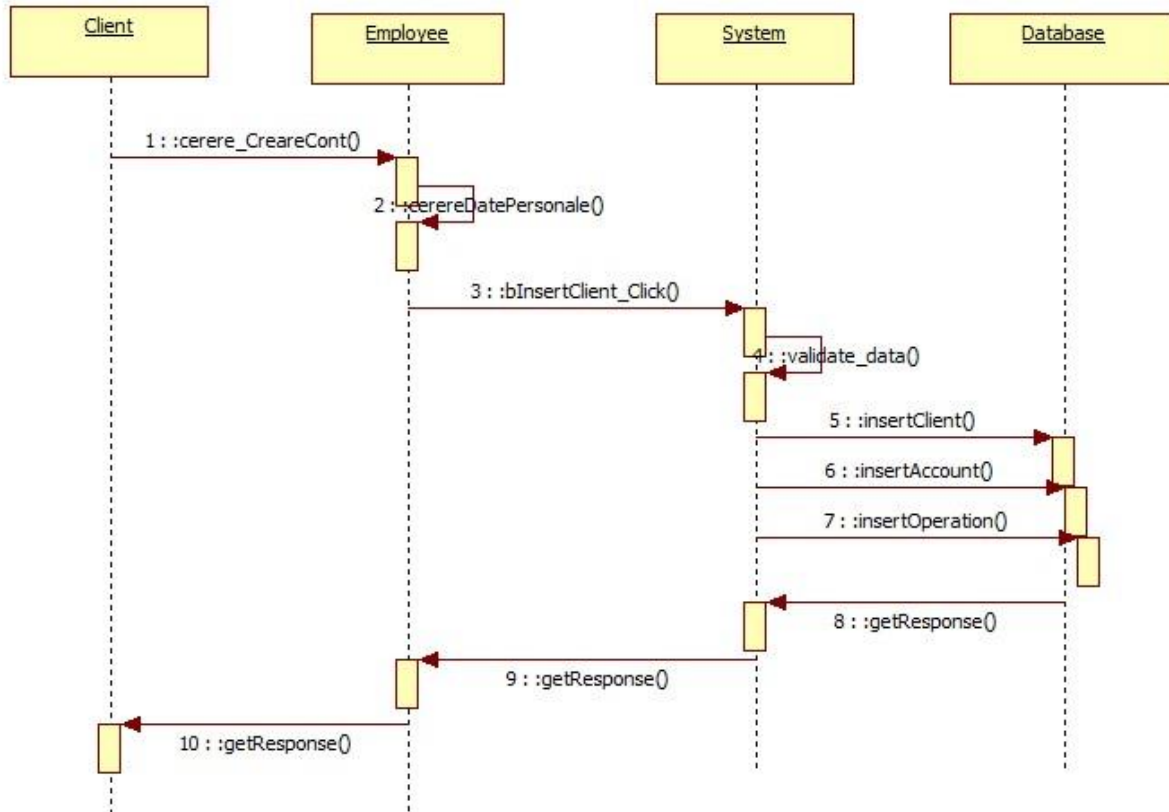 Client
Employee
System
Database
1 : :cerere_CreareCont()
2 : :cerereDatePersonale()
3 : :bInsertClient_Click()
4 : :validate_data()
5 : :insertClient()
6 : :insertAccount()
7 : :insertOperation()
8 : :getResponse()
9 : :getResponse()
10 : :getResponse()